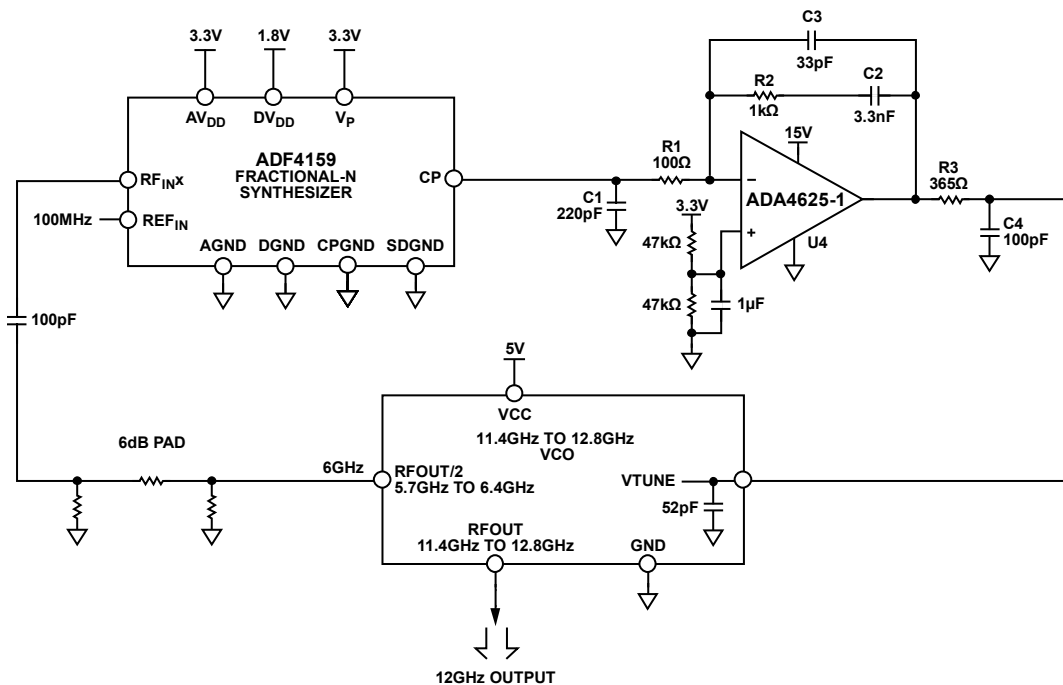 3.3V
1.8V
3.3V
AVDD
DVDD
VP
ADF4159
FRACTIONAL-N
SYNTHESIZER
RFINx
CP
100MHz
REFIN
AGND
DGND
CPGND
SDGND
100pF
C1
220pF
R1
100Ω
C3
33pF
R2
1kΩ
C2
3.3nF
15V
ADA4625-1
U4
−
+
3.3V
47kΩ
47kΩ
1µF
R3
365Ω
C4
100pF
5V
VCC
11.4GHz TO 12.8GHz
VCO
6dB PAD
6GHz
RFOUT/2
5.7GHz TO 6.4GHz
VTUNE
52pF
RFOUT
11.4GHz TO 12.8GHz
GND
12GHz OUTPUT